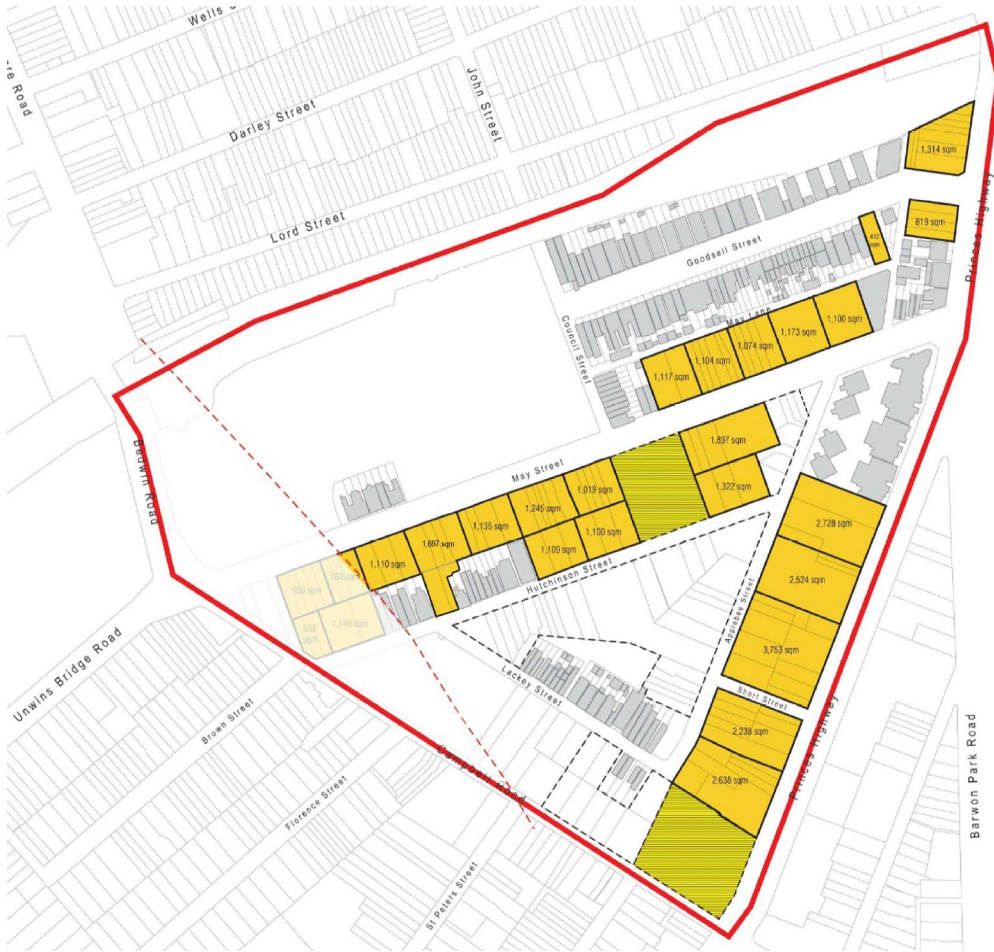 Wells
re Road
John Street
Darley Street
Lord Street
1,314 sqm
Princes Highway
819 sqm
412
sqm
Goodsell Street
May Lane
1,100 sqm
1,173 sqm
1,074 sqm
1,104 sqm
1,117 sqm
Council Street
Bedwin Road
May Street
1,897 sqm
1,322 sqm
1,019 sqm
1,245 sqm
1,135 sqm
1,697 sqm
1,110 sqm
1,100 sqm
1,109 sqm
Hutchinson Street
762 sqm
1,140 sqm
2,728 sqm
2,524 sqm
3,753 sqm
Applebee Street
Short Street
2,238 sqm
2,638 sqm
Lackey Street
Princes Highway
Barwon Park Road
Unwins Bridge Road
Brown Street
Florence Street
Campbell Road
St Peters Street